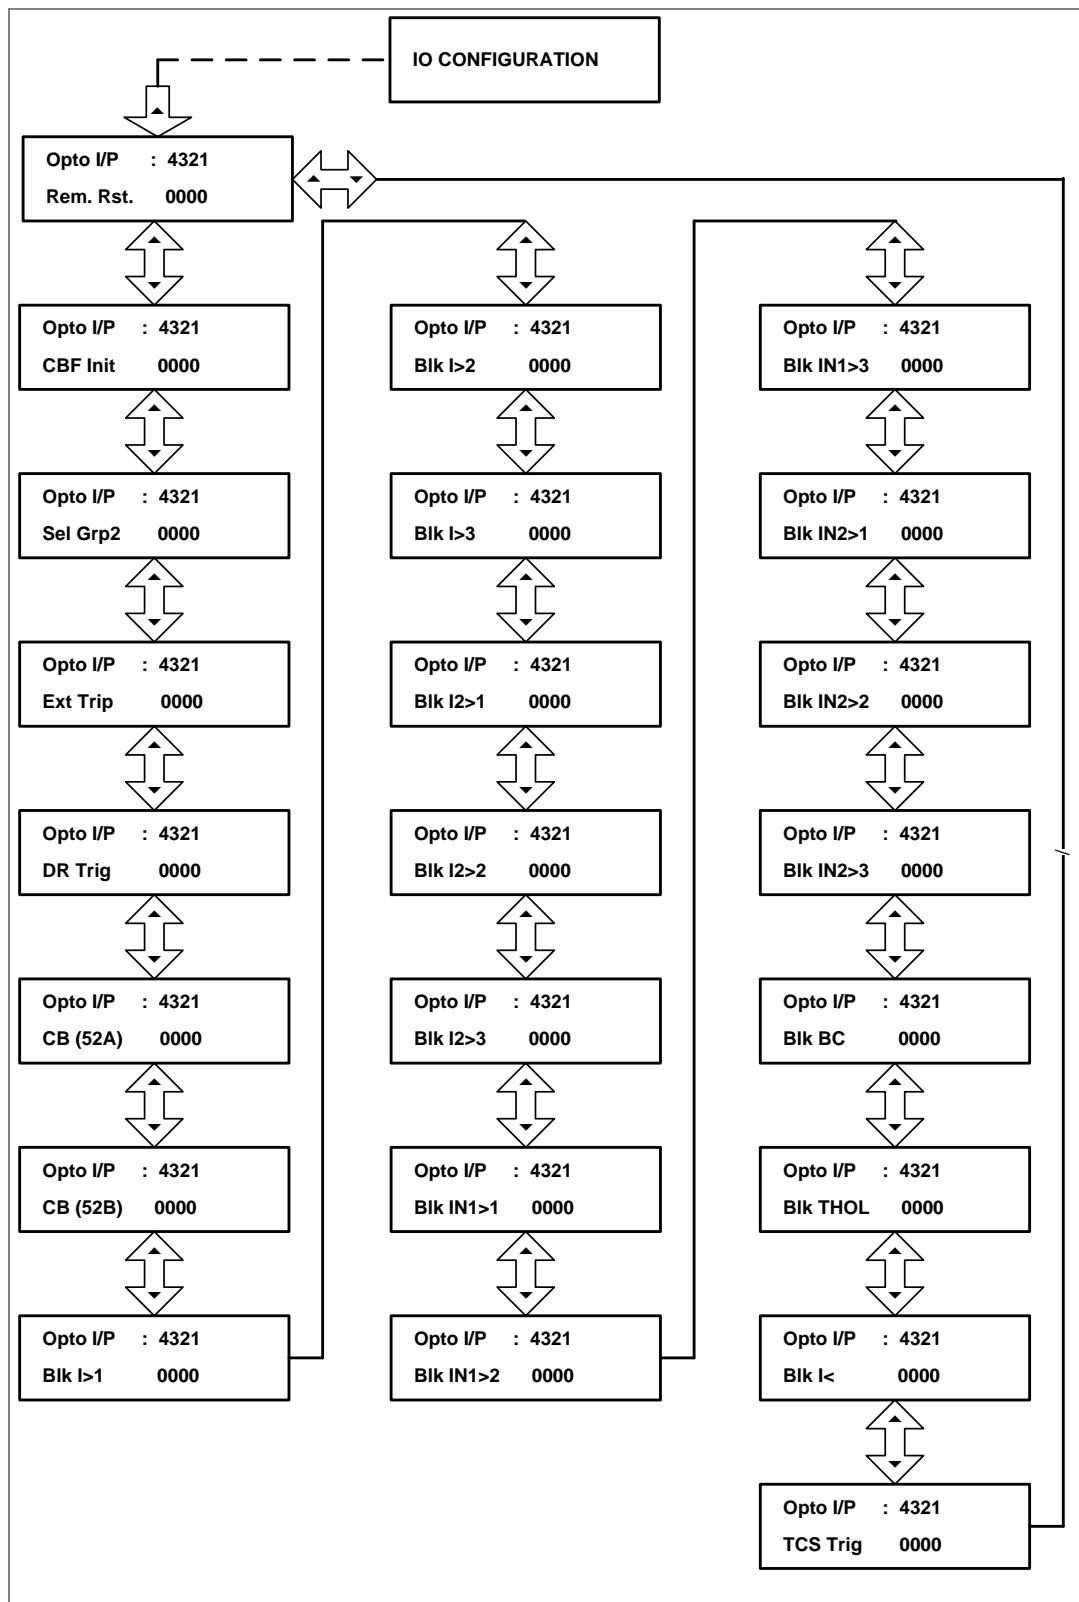 IO CONFIGURATION
Opto I/P : 4321
Rem. Rst. 0000
Opto I/P : 4321
CBF Init 0000
Opto I/P : 4321
Sel Grp2 0000
Opto I/P : 4321
Ext Trip 0000
Opto I/P : 4321
DR Trig 0000
Opto I/P : 4321
CB (52A) 0000
Opto I/P : 4321
CB (52B) 0000
Opto I/P : 4321
Blk I>1 0000
Opto I/P : 4321
Blk I>2 0000
Opto I/P : 4321
Blk I>3 0000
Opto I/P : 4321
Blk I2>1 0000
Opto I/P : 4321
Blk I2>2 0000
Opto I/P : 4321
Blk I2>3 0000
Opto I/P : 4321
Blk IN1>1 0000
Opto I/P : 4321
Blk IN1>2 0000
Opto I/P : 4321
Blk IN1>3 0000
Opto I/P : 4321
Blk IN2>1 0000
Opto I/P : 4321
Blk IN2>2 0000
Opto I/P : 4321
Blk IN2>3 0000
Opto I/P : 4321
Blk BC 0000
Opto I/P : 4321
Blk THOL 0000
Opto I/P : 4321
Blk I< 0000
Opto I/P : 4321
TCS Trig 0000